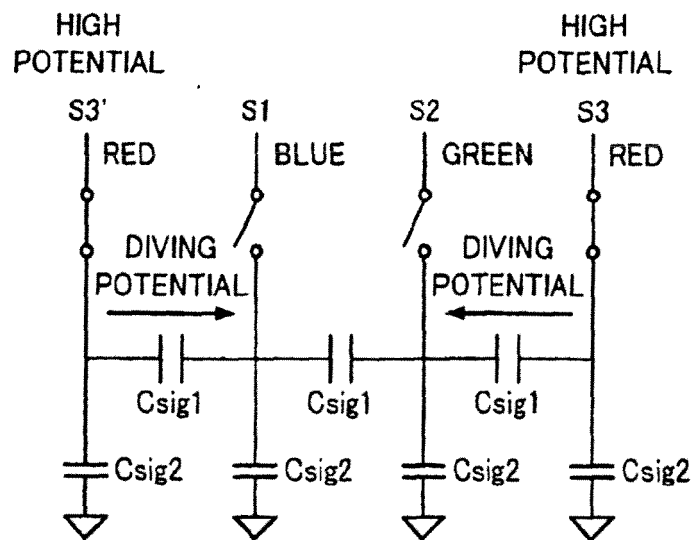 HIGH
POTENTIAL
HIGH
POTENTIAL
S3'
S1
S2
S3
RED
BLUE
GREEN
RED
DIVING
POTENTIAL
DIVING
POTENTIAL
Csig1
Csig1
Csig1
Csig2
Csig2
Csig2
Csig2